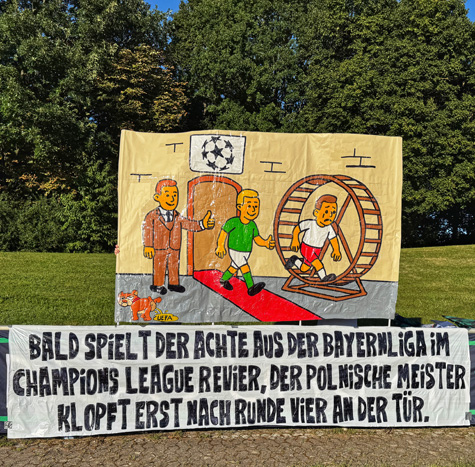 UEFA
BALD SPIELT DER ACHTE AUS DER BAYERNLIGA IM
CHAMPIONS LEAGUE REVIER, DER POLNISCHE MEISTER
KLOPFT ERST NACH RUNDE VIER AN DER TÜR.